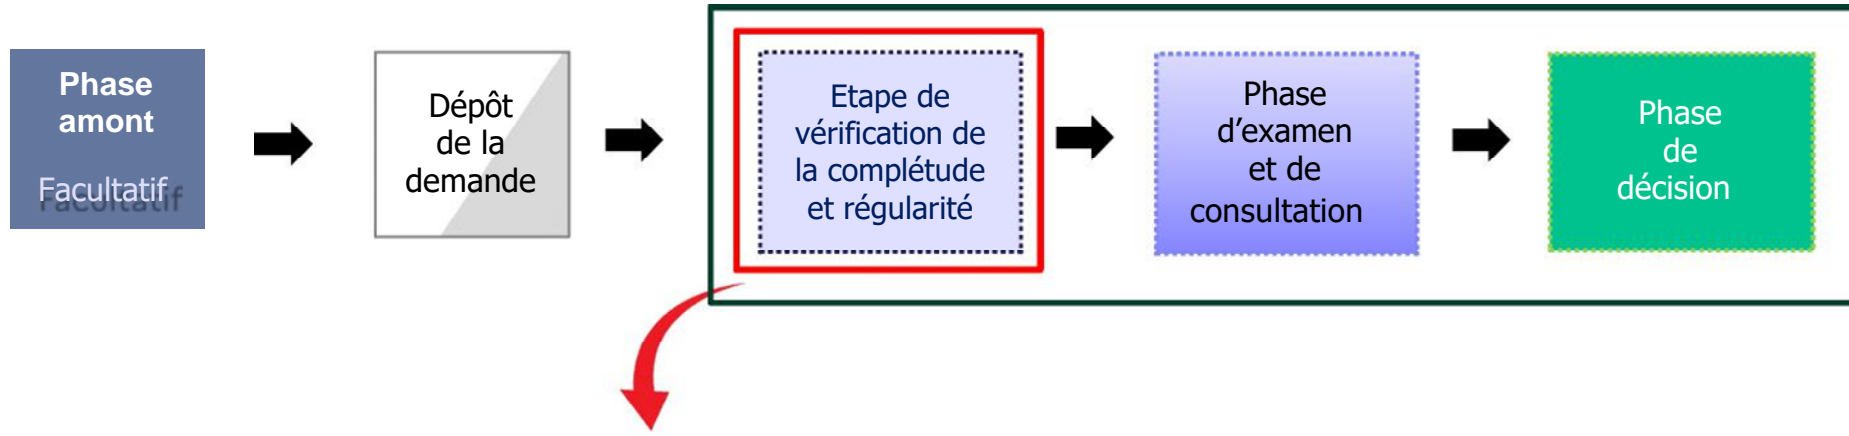 Phase
amont
Facultatif
Dépôt
de la
demande
Etape de
vérification de
la complétude
et régularité
Phase
d’examen
et de
consultation
Phase
de
décision